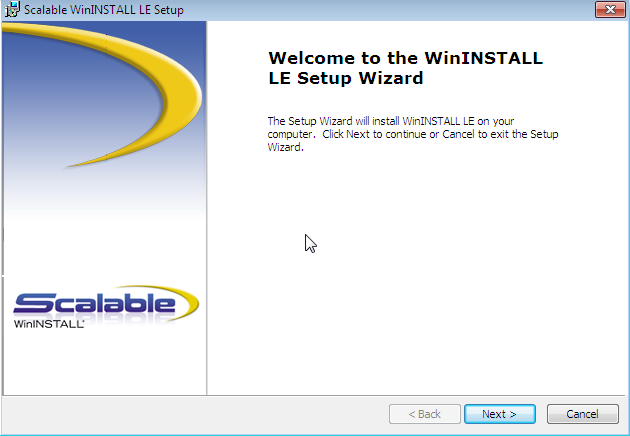 Scalable WinINSTALL LE Setup
Welcome to the WinINSTALL
LE Setup Wizard
The Setup Wizard will install WinINSTALL LE on your
computer.  Click Next to continue or Cancel to exit the Setup
Wizard.
Scalable
WinINSTALL
< Back
Next >
Cancel